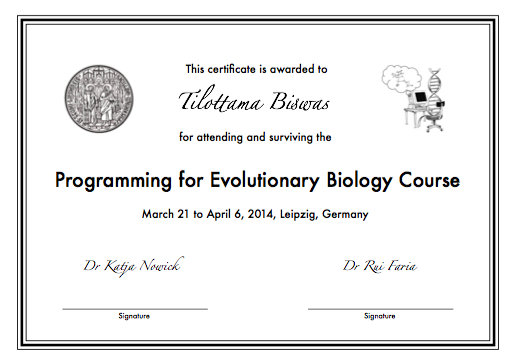 This certificate is awarded to
Tilottama Biswas
for attending and surviving the
Programming for Evolutionary Biology Course
March 21 to April 6, 2014, Leipzig, Germany
Dr Katja Nowick
Dr Rui Faria
Signature
Signature